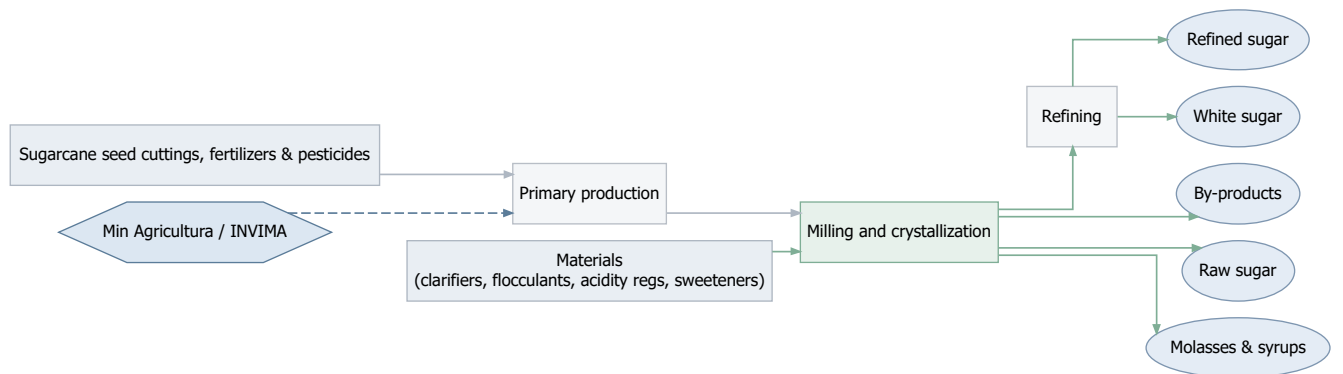 Refined sugar
Refining
White sugar
Sugarcane seed cuttings, fertilizers & pesticides
Primary production
By-products
Min Agricultura / INVIMA
Milling and crystallization
Materials
(clarifiers, flocculants, acidity regs, sweeteners)
Raw sugar
Molasses & syrups